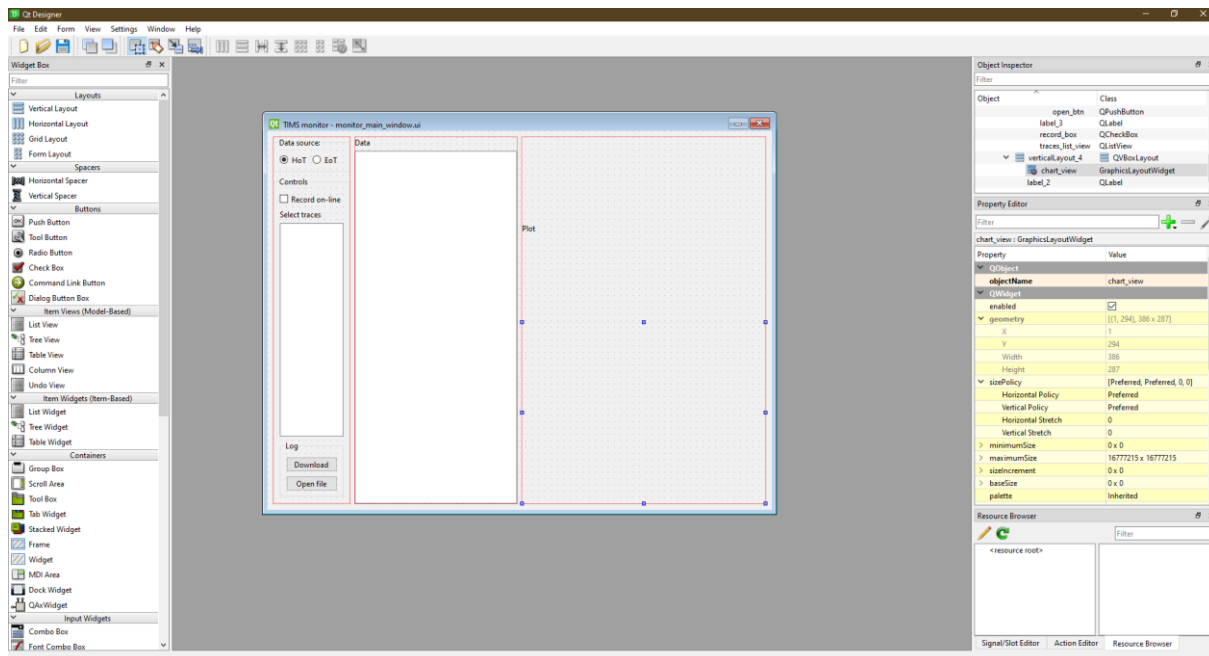 Qt Designer
File Edit Form View Settings Window Help
Widget Box
Filter
Layouts
Vertical Layout
Horizontal Layout
Grid Layout
Form Layout
Spacers
Horizontal Spacer
Vertical Spacer
Buttons
Push Button
Tool Button
Radio Button
Check Box
Command Link Button
Dialog Button Box
Item Views (Model-Based)
List View
Tree View
Table View
Column View
Undo View
Item Widgets (Item-Based)
List Widget
Tree Widget
Table Widget
Containers
Group Box
Scroll Area
Tool Box
Tab Widget
Stacked Widget
Frame
Widget
MDI Area
Dock Widget
QAxWidget
Input Widgets
Combo Box
Font Combo Box
TIMS monitor - monitor_main_window.ui
Data source:
HoT EoT
Controls
Record on-line
Select traces
Log
Download
Open file
Data
Plot
Object Inspector
Filter
Object Class
open_btn QPushButton
label_3 QLabel
record_box QCheckBox
traces_list_view QListView
verticalLayout_4 QVBoxLayout
chart_view GraphicsLayoutWidget
label_2 QLabel
Property Editor
Filter
chart_view : GraphicsLayoutWidget
Property Value
QObject
objectName chart_view
QWidget
enabled
geometry [(1, 294), 386 x 287]
X 1
Y 294
Width 386
Height 287
sizePolicy [Preferred, Preferred, 0, 0]
Horizontal Policy Preferred
Vertical Policy Preferred
Horizontal Stretch 0
Vertical Stretch 0
minimumSize 0 x 0
maximumSize 16777215 x 16777215
sizeIncrement 0 x 0
baseSize 0 x 0
palette Inherited
Resource Browser
Filter
<resource root>
Signal/Slot Editor Action Editor Resource Browser